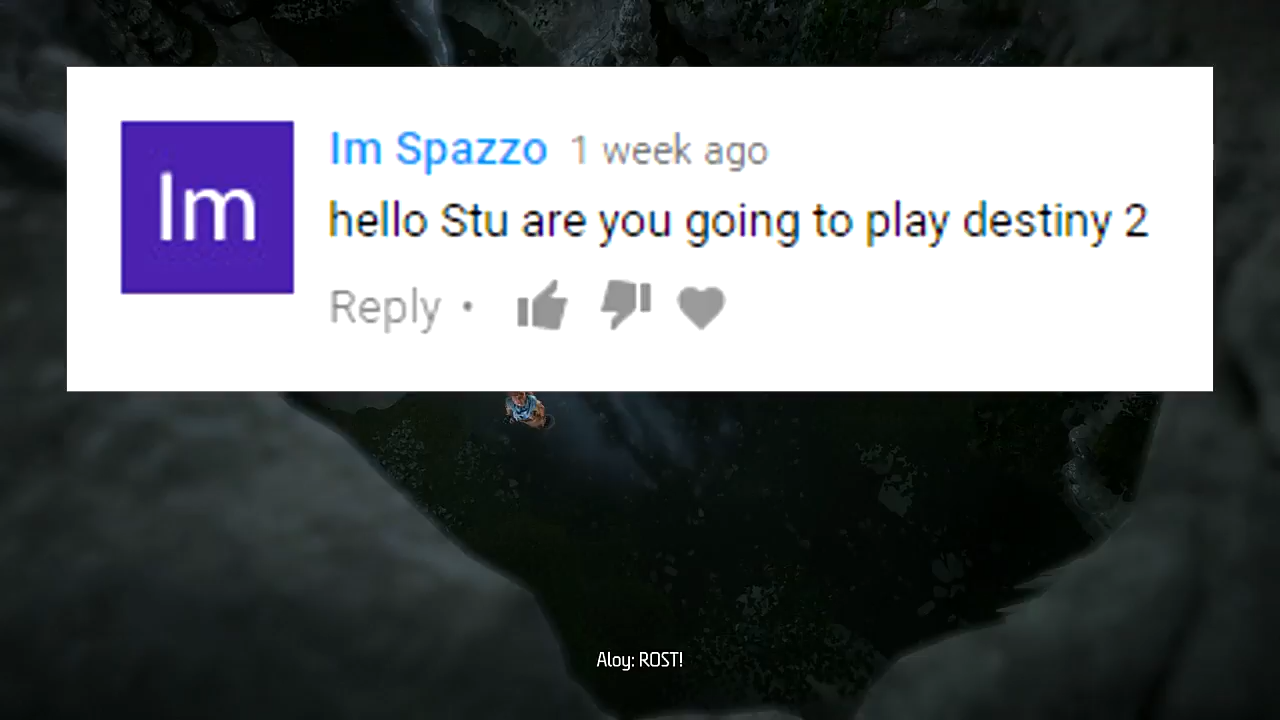 Im
Im Spazzo 1 week ago
hello Stu are you going to play destiny 2
Reply •
Aloy: ROST!